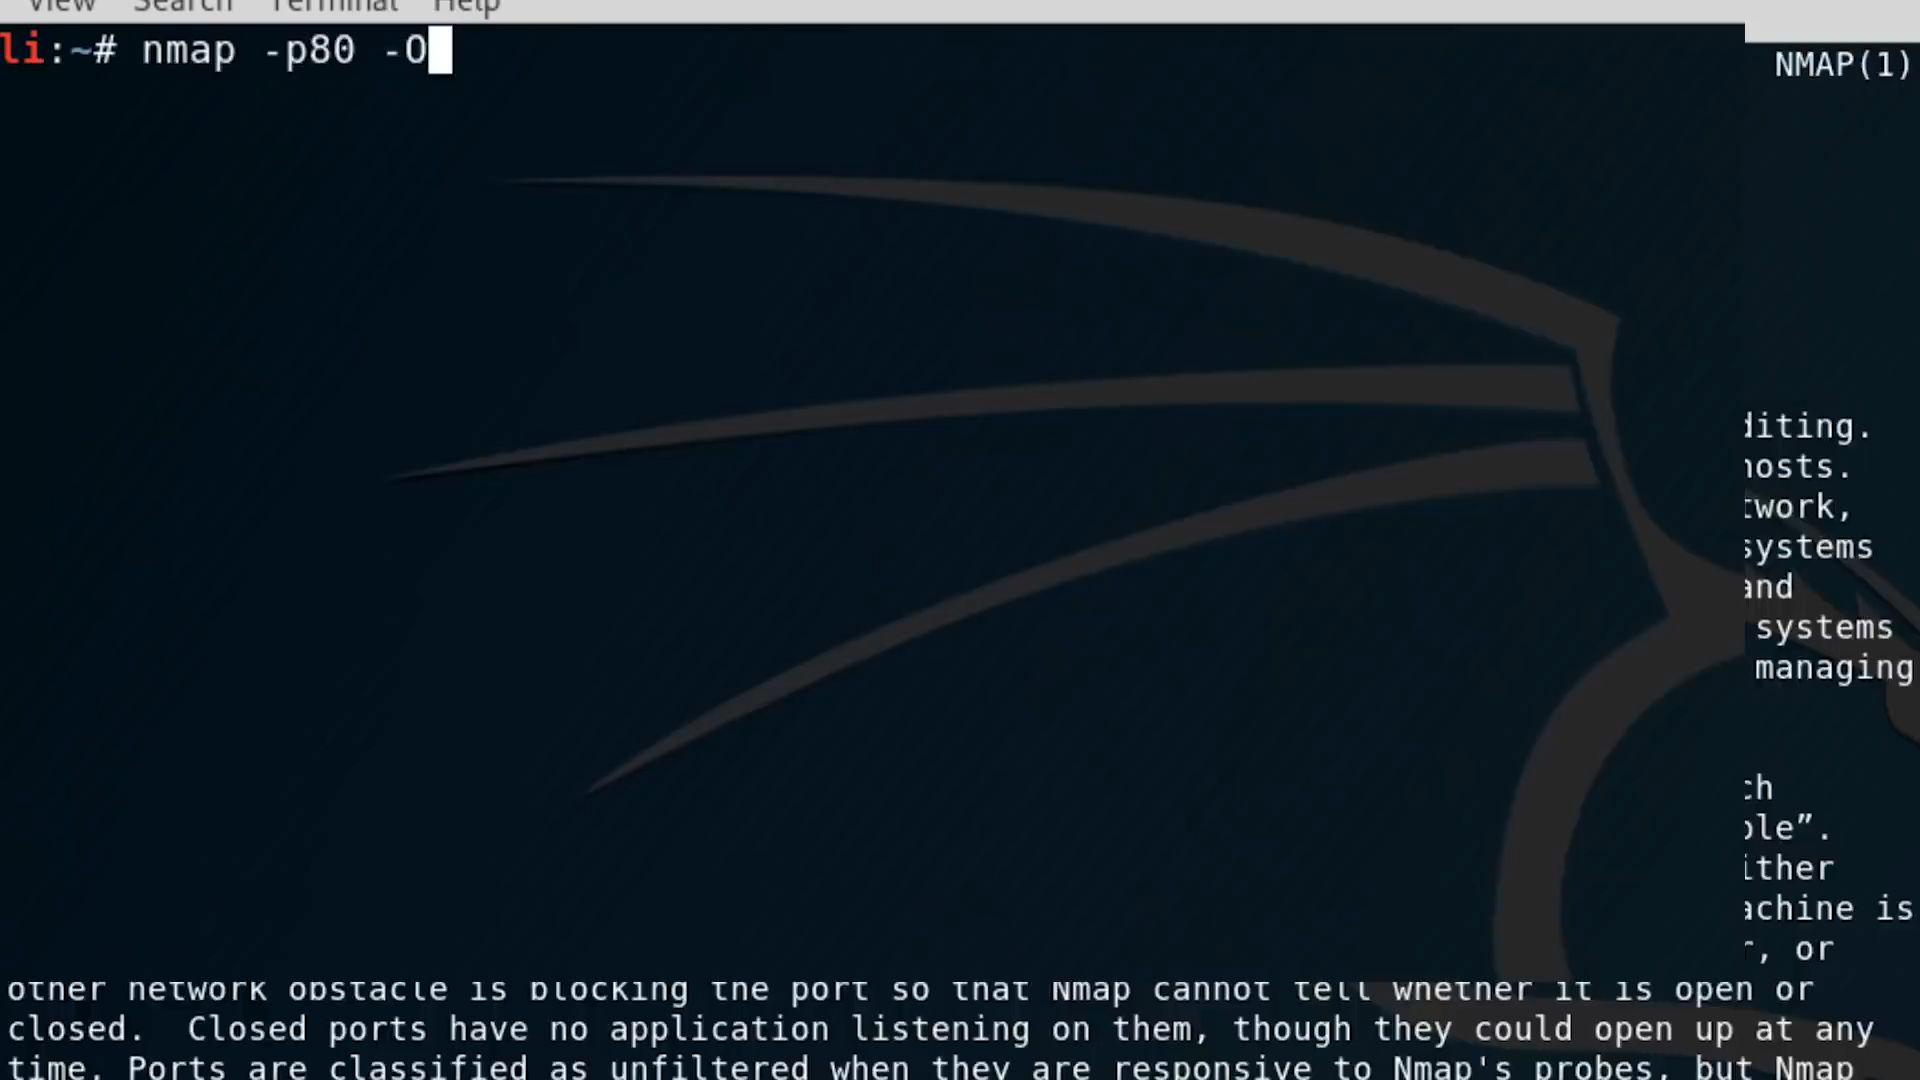 View Search Terminal Help
li:~# nmap -p80 -O
NMAP(1)
diting.
hosts.
twork,
systems
and
systems
managing
ch
ble”.
ither
achine is
r, or
other network obstacle is blocking the port so that Nmap cannot tell whether it is open or
closed.  Closed ports have no application listening on them, though they could open up at any
time. Ports are classified as unfiltered when they are responsive to Nmap's probes, but Nmap